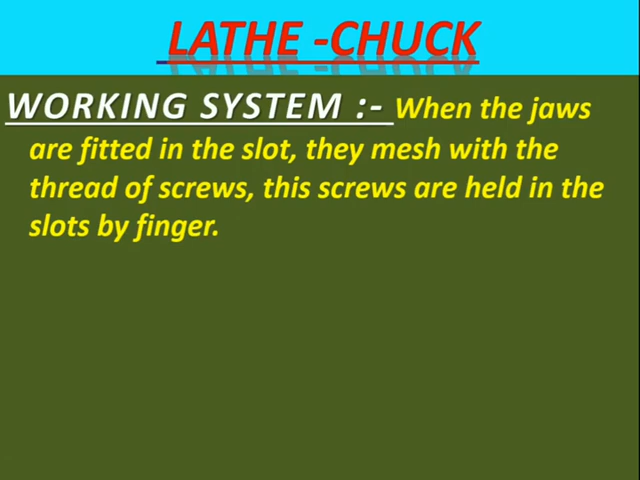 LATHE -CHUCK
WORKING SYSTEM :- When the jaws
are fitted in the slot, they mesh with the
thread of screws, this screws are held in the
slots by finger.